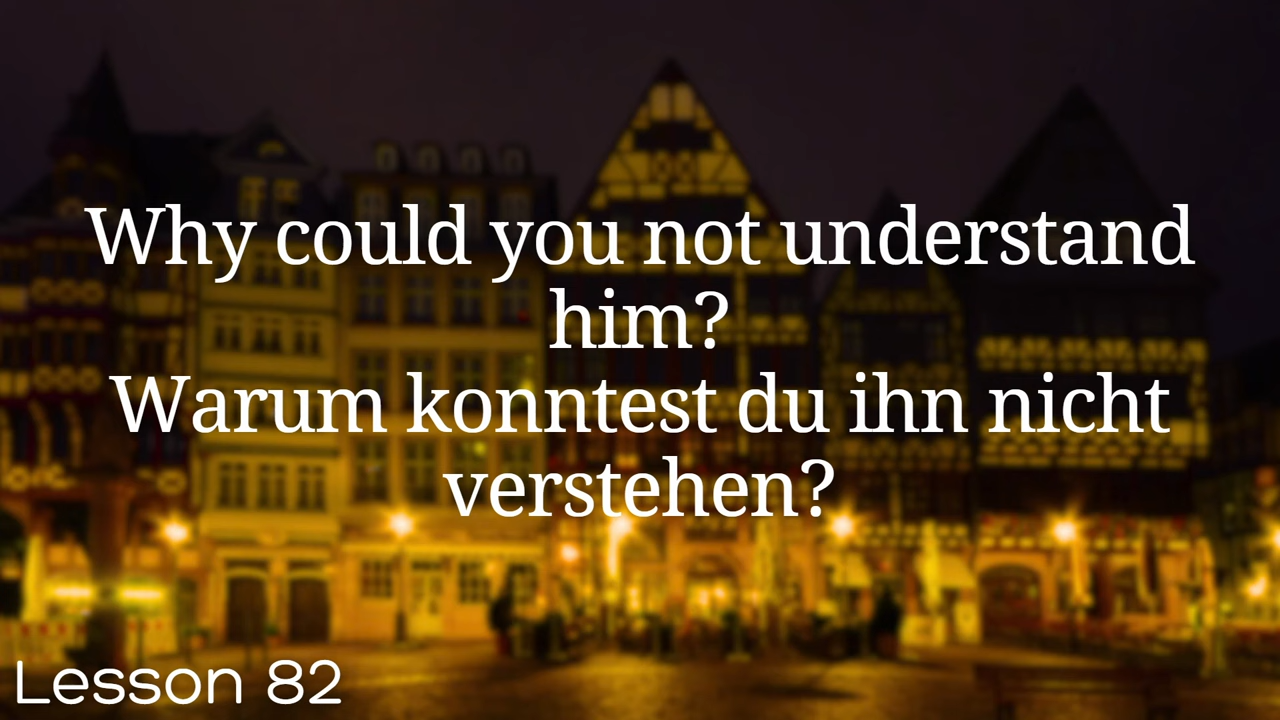 Why could you not understand
him?
Warum konntest du ihn nicht
verstehen?
Lesson 82